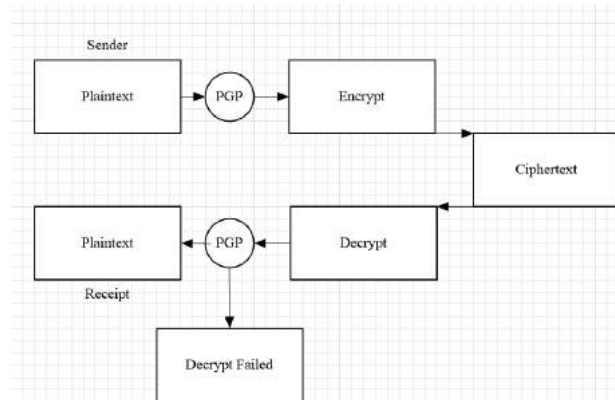 Sender
Plaintext
PGP
Encrypt
Ciphertext
Plaintext
PGP
Decrypt
Receipt
Decrypt Failed